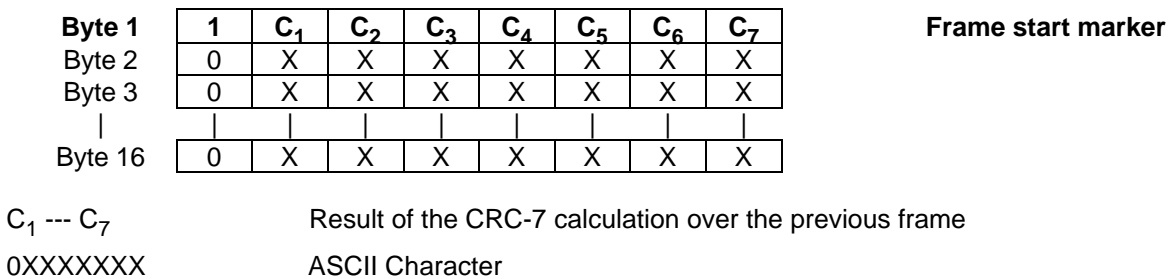 Byte 1 1 C1 C2 C3 C4 C5 C6 C7 Frame start marker
Byte 2 0 X X X X X X X
Byte 3 0 X X X X X X X
| | | | | | | | |
Byte 16 0 X X X X X X X
C1 --- C7 Result of the CRC-7 calculation over the previous frame
0XXXXXXX ASCII Character